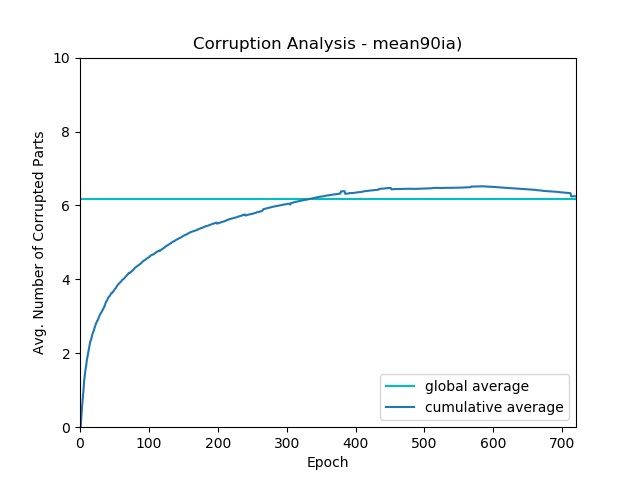 Corruption Analysis - mean90ia)
Avg. Number of Corrupted Parts
10
8
6
4
2
0
0 100 200 300 400 500 600 700
Epoch
global average
cumulative average